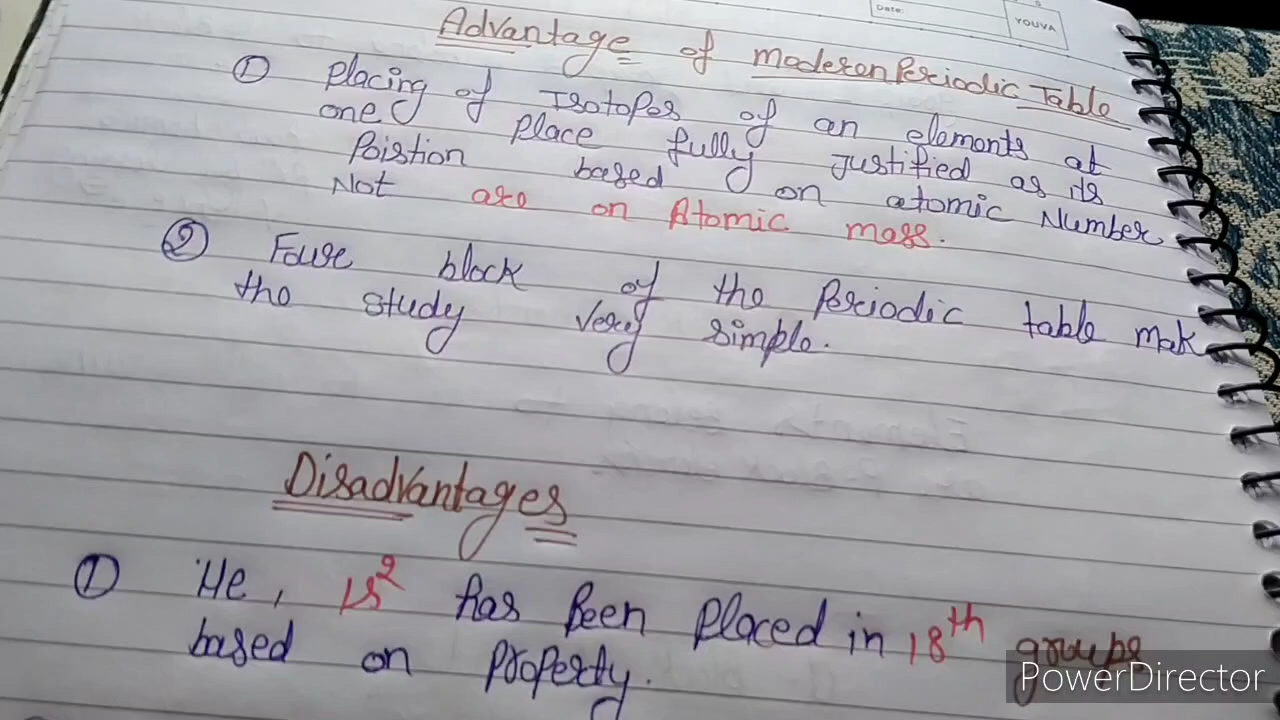 Date:
YOUVA
Advantage of Moderen Periodic Table
① Placing of Isotopes of an elements at
one Place fully Justified as its
Poistion based on atomic Number
Not are on Atomic mass.
② Foure block of the Periodic table mak
the study very simple.
Disadvantages
① He, 1s² has Been Placed in 18th groups
based on Property.
PowerDirector